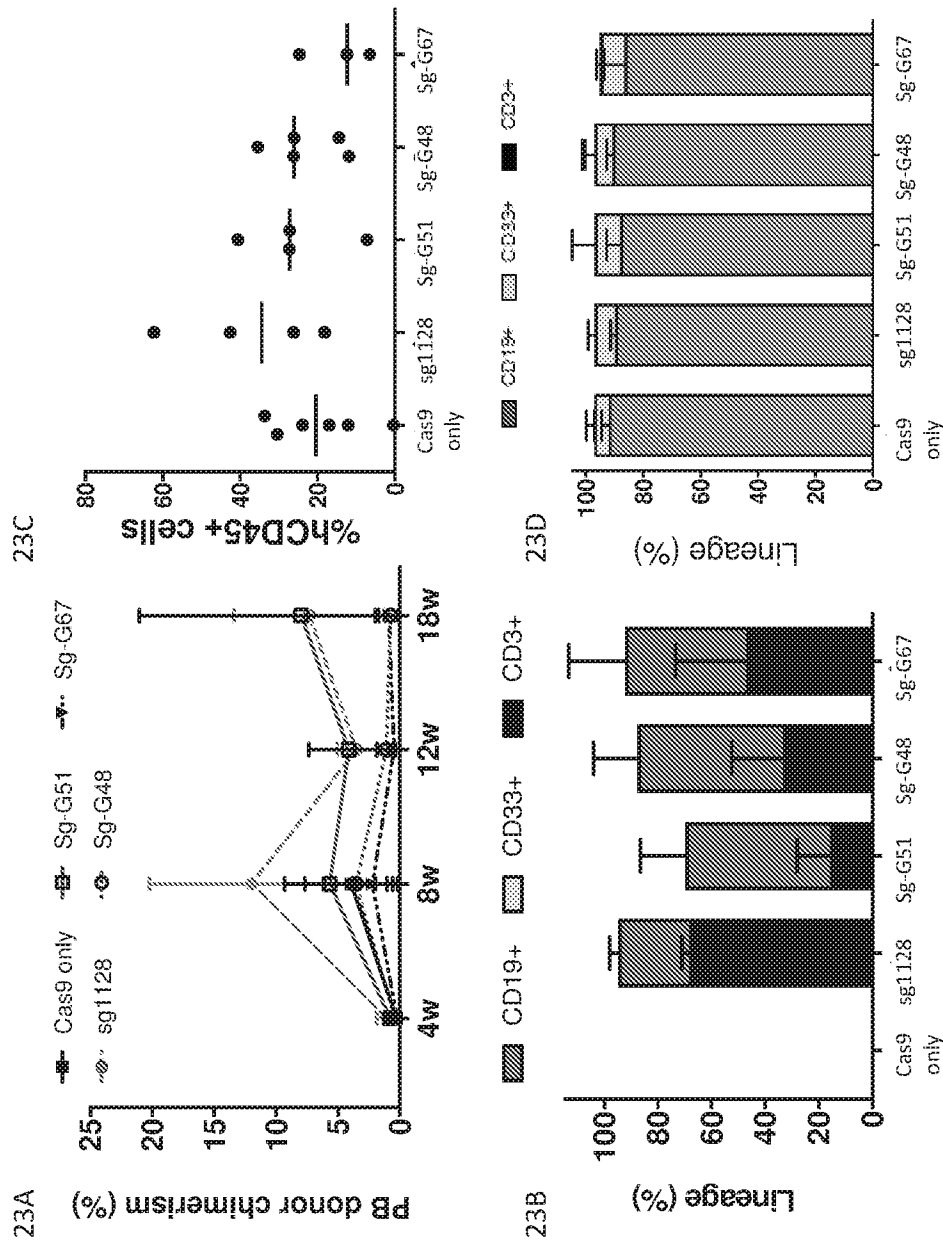 23A
Cas9 only
Sg-G51
Sg-G67
sg1128
Sg-G48
PB donor chimerism (%)
25
20
15
10
5
0
4w
8w
12w
18w
23C
%hCD45+ cells
80
60
40
20
0
Cas9 only
sg1128
Sg-G51
Sg-G48
Sg-G67
23B
CD19+
CD33+
CD3+
Lineage (%)
100
80
60
40
20
0
Cas9 only
sg1128
Sg-G51
Sg-G48
Sg-G67
23D
CD19+
CD33+
CD3+
Lineage (%)
100
80
60
40
20
0
Cas9 only
sg1128
Sg-G51
Sg-G48
Sg-G67